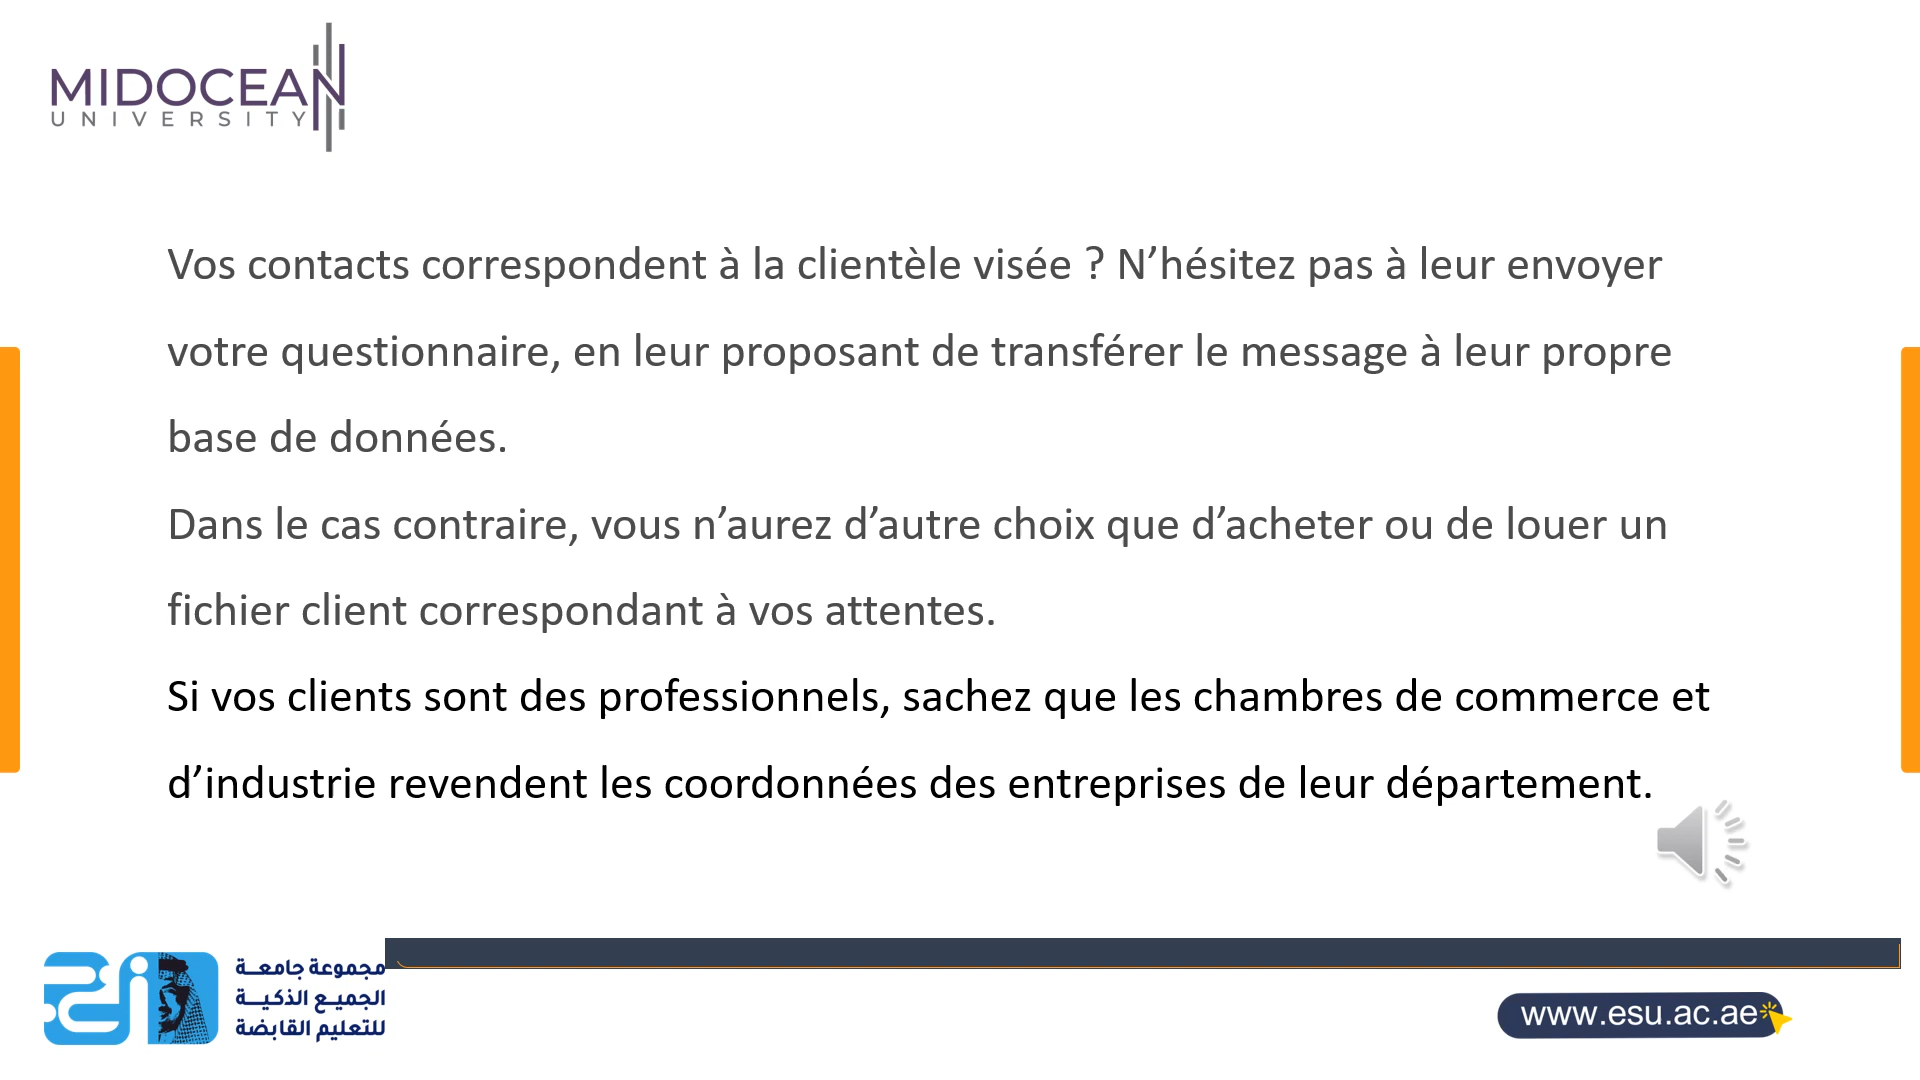 MIDOCEAN
UNIVERSITY
Vos contacts correspondent à la clientèle visée ? N’hésitez pas à leur envoyer
votre questionnaire, en leur proposant de transférer le message à leur propre
base de données.
Dans le cas contraire, vous n’aurez d’autre choix que d’acheter ou de louer un
fichier client correspondant à vos attentes.
Si vos clients sont des professionnels, sachez que les chambres de commerce et
d’industrie revendent les coordonnées des entreprises de leur département.
مجموعة جامعــة
الجميــع الذكيــة
للتعليم القابضة
www.esu.ac.ae